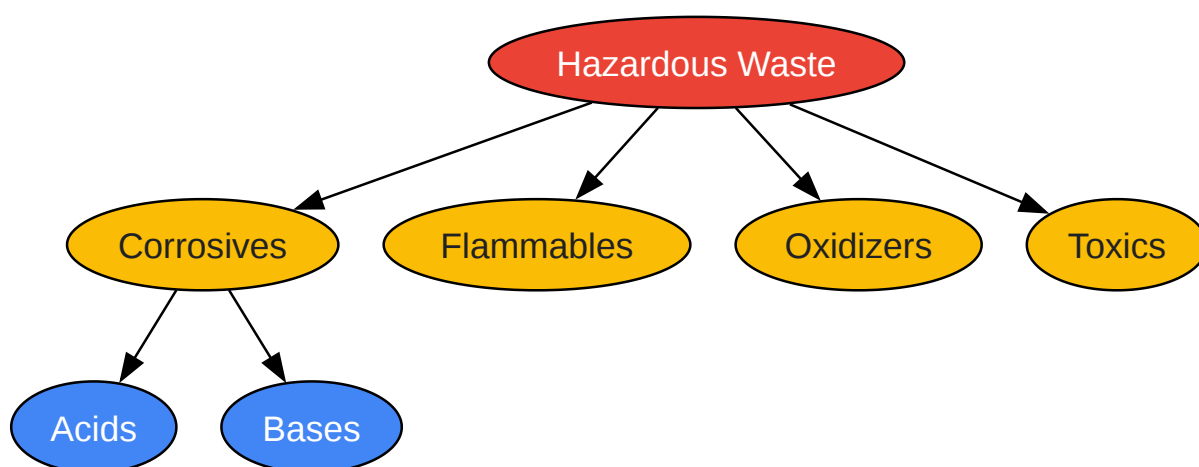 Hazardous Waste
Corrosives
Flammables
Oxidizers
Toxics
Acids
Bases